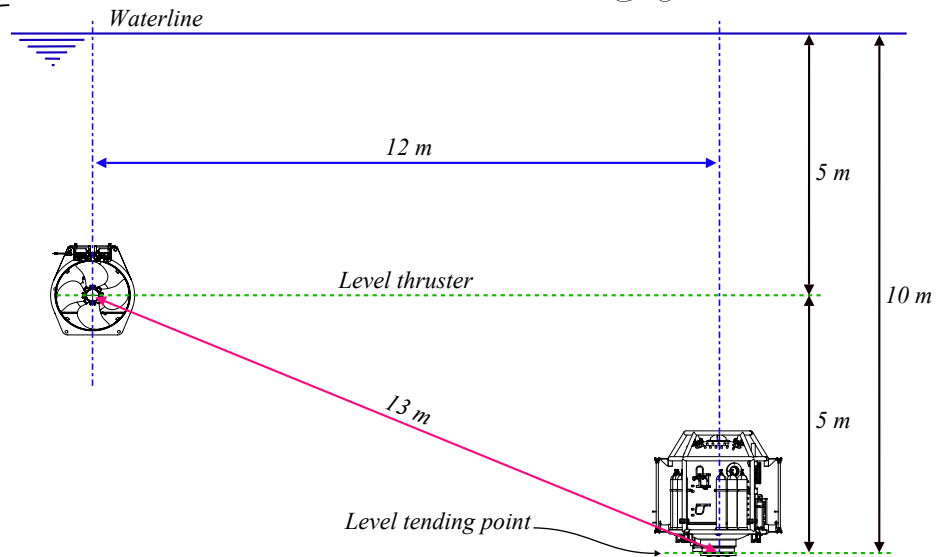 Waterline
12 m
5 m
Level thruster
10 m
13 m
5 m
Level tending point